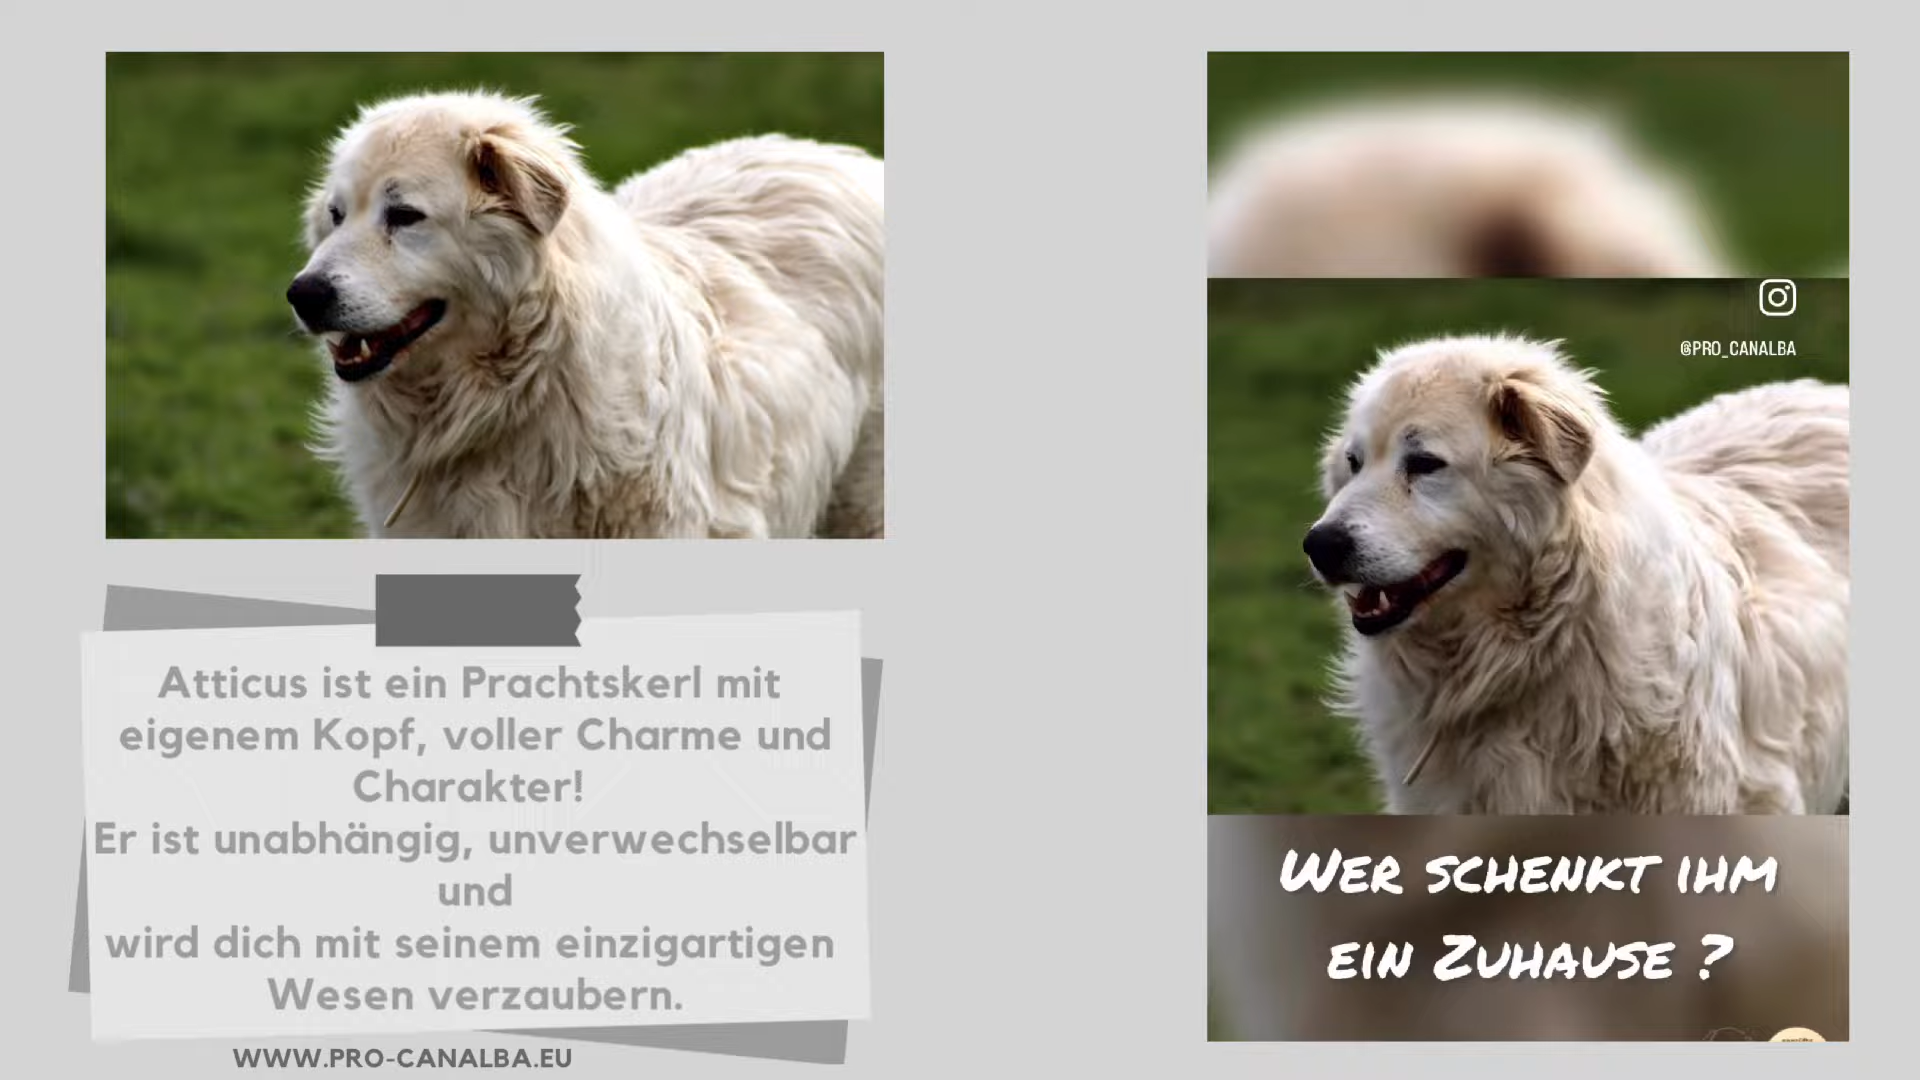 Atticus ist ein Prachtskerl mit
eigenem Kopf, voller Charme und
Charakter!
Er ist unabhängig, unverwechselbar
und
wird dich mit seinem einzigartigen
Wesen verzaubern.
WWW.PRO-CANALBA.EU
@PRO_CANALBA
WER SCHENKT IHM
EIN ZUHAUSE ?